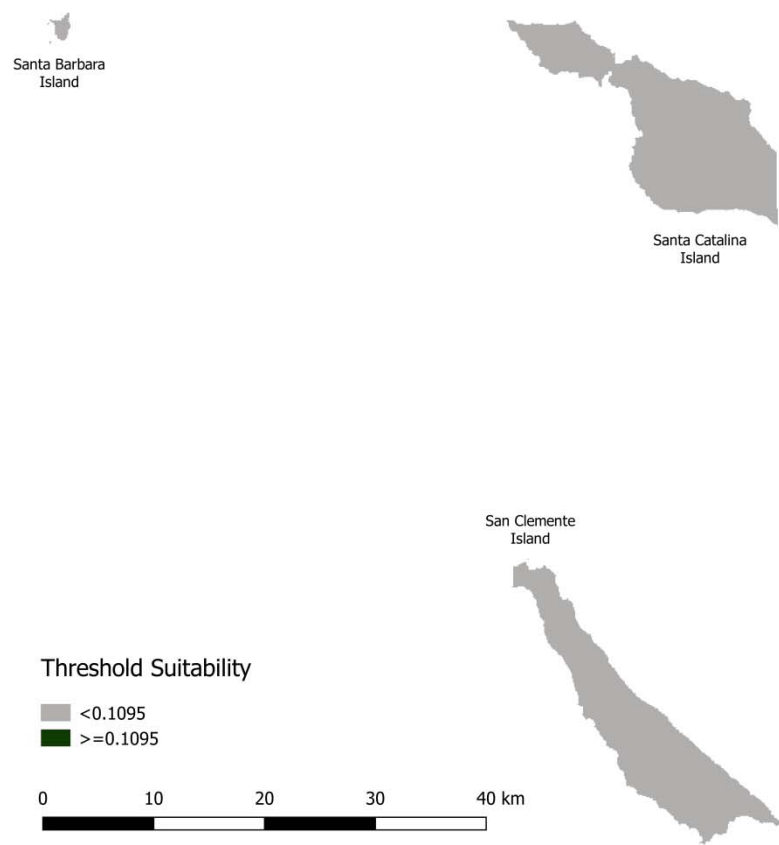 Santa Barbara
Island
Santa Catalina
Island
San Clemente
Island
Threshold Suitability
<0.1095
>=0.1095
0 10 20 30 40 km